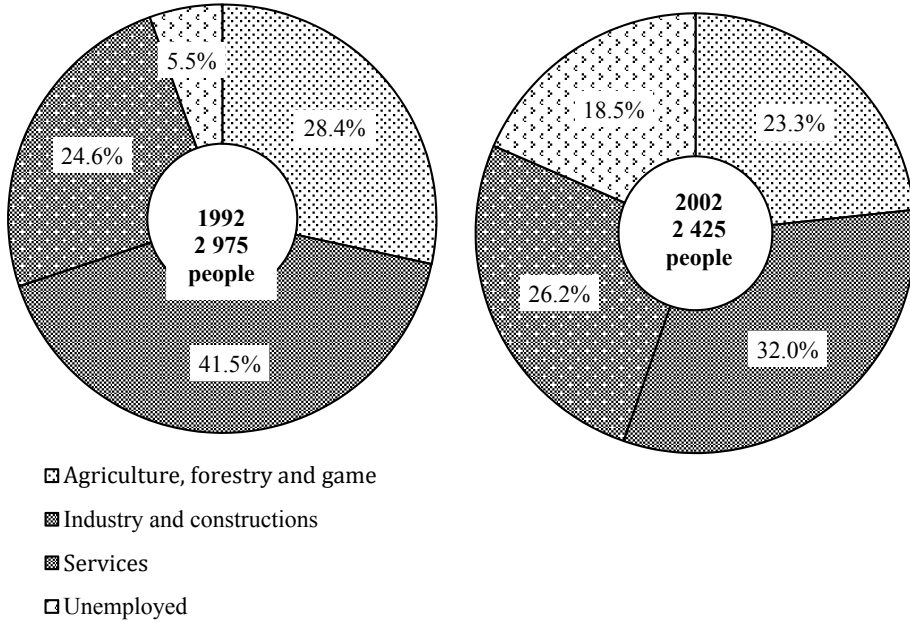 5.5%
28.4%
24.6%
1992
2 975
people
41.5%
18.5%
23.3%
2002
2 425
people
26.2%
32.0%
Agriculture, forestry and game
Industry and constructions
Services
Unemployed